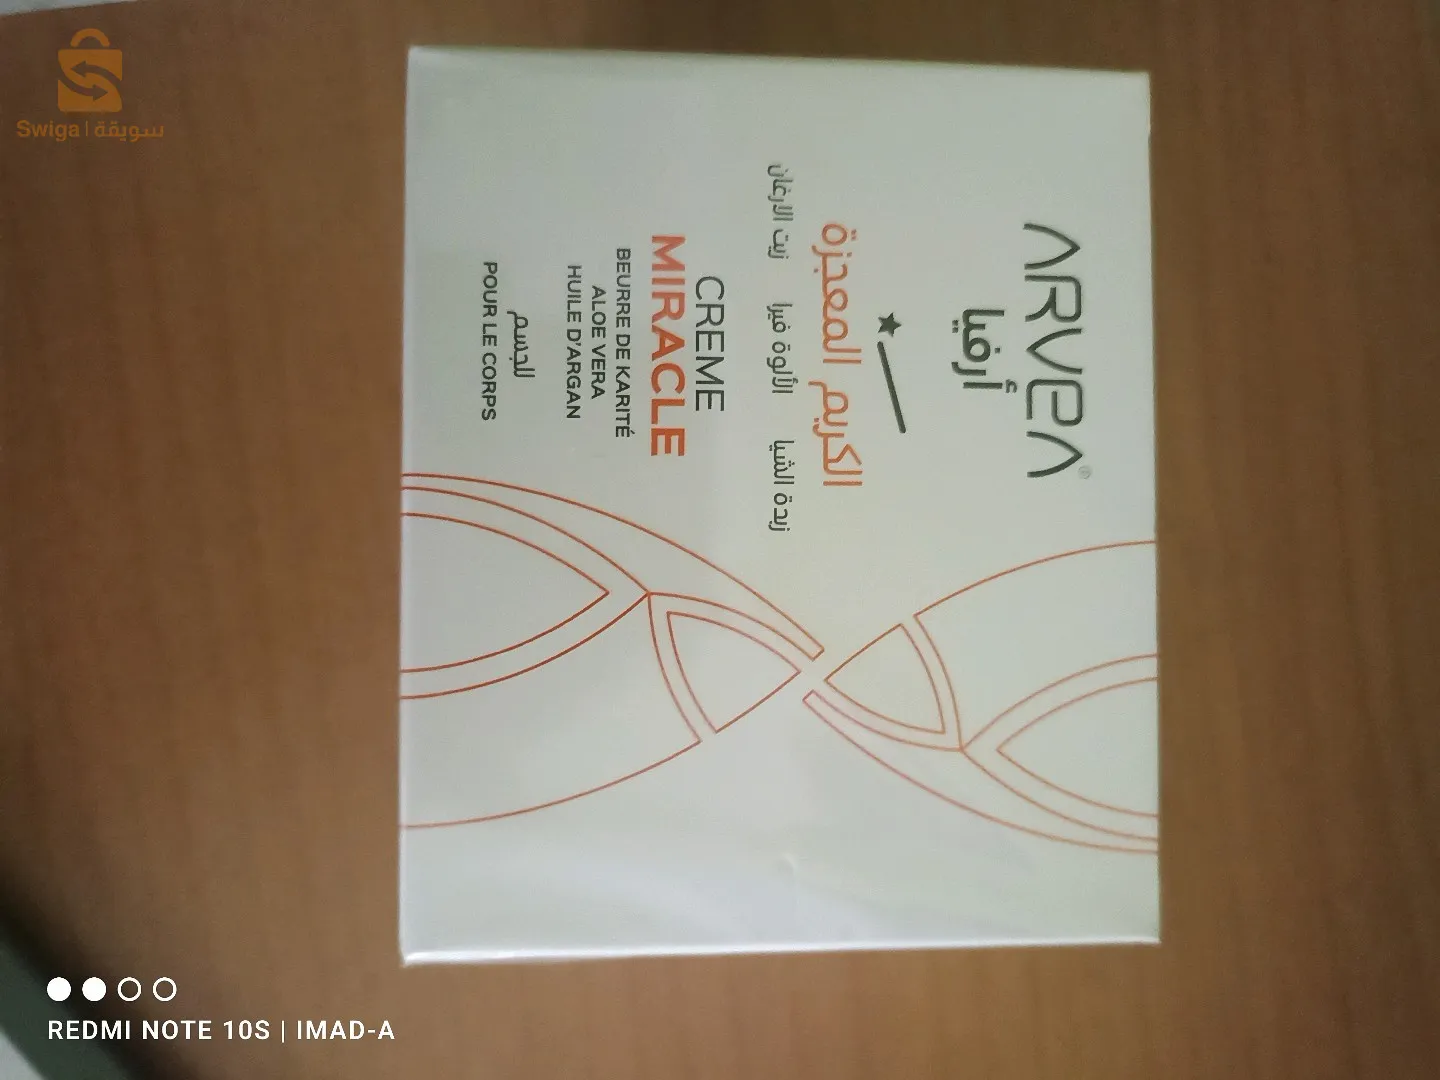 Swiga | سويقة
ARVEA®
أرفيا
الكريم المعجزة
زبدة الشيا الألوة فيرا زيت الارغان
CREME
MIRACLE
BEURRE DE KARITÉ
ALOE VERA
HUILE D'ARGAN
للجسم
POUR LE CORPS
REDMI NOTE 10S | IMAD-A